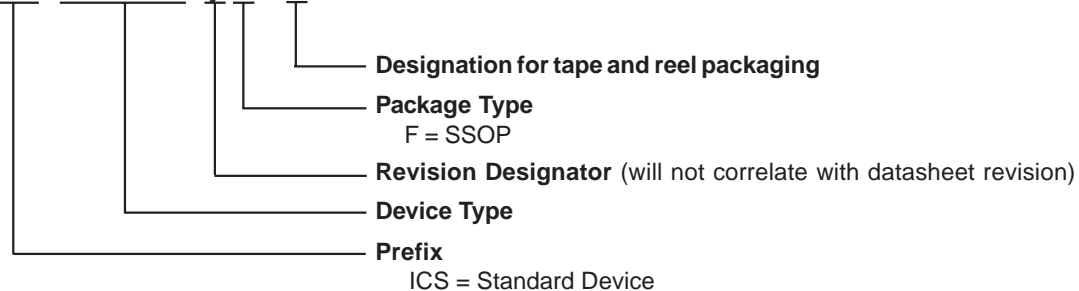 Designation for tape and reel packaging
Package Type
F = SSOP
Revision Designator (will not correlate with datasheet revision)
Device Type
Prefix
ICS = Standard Device